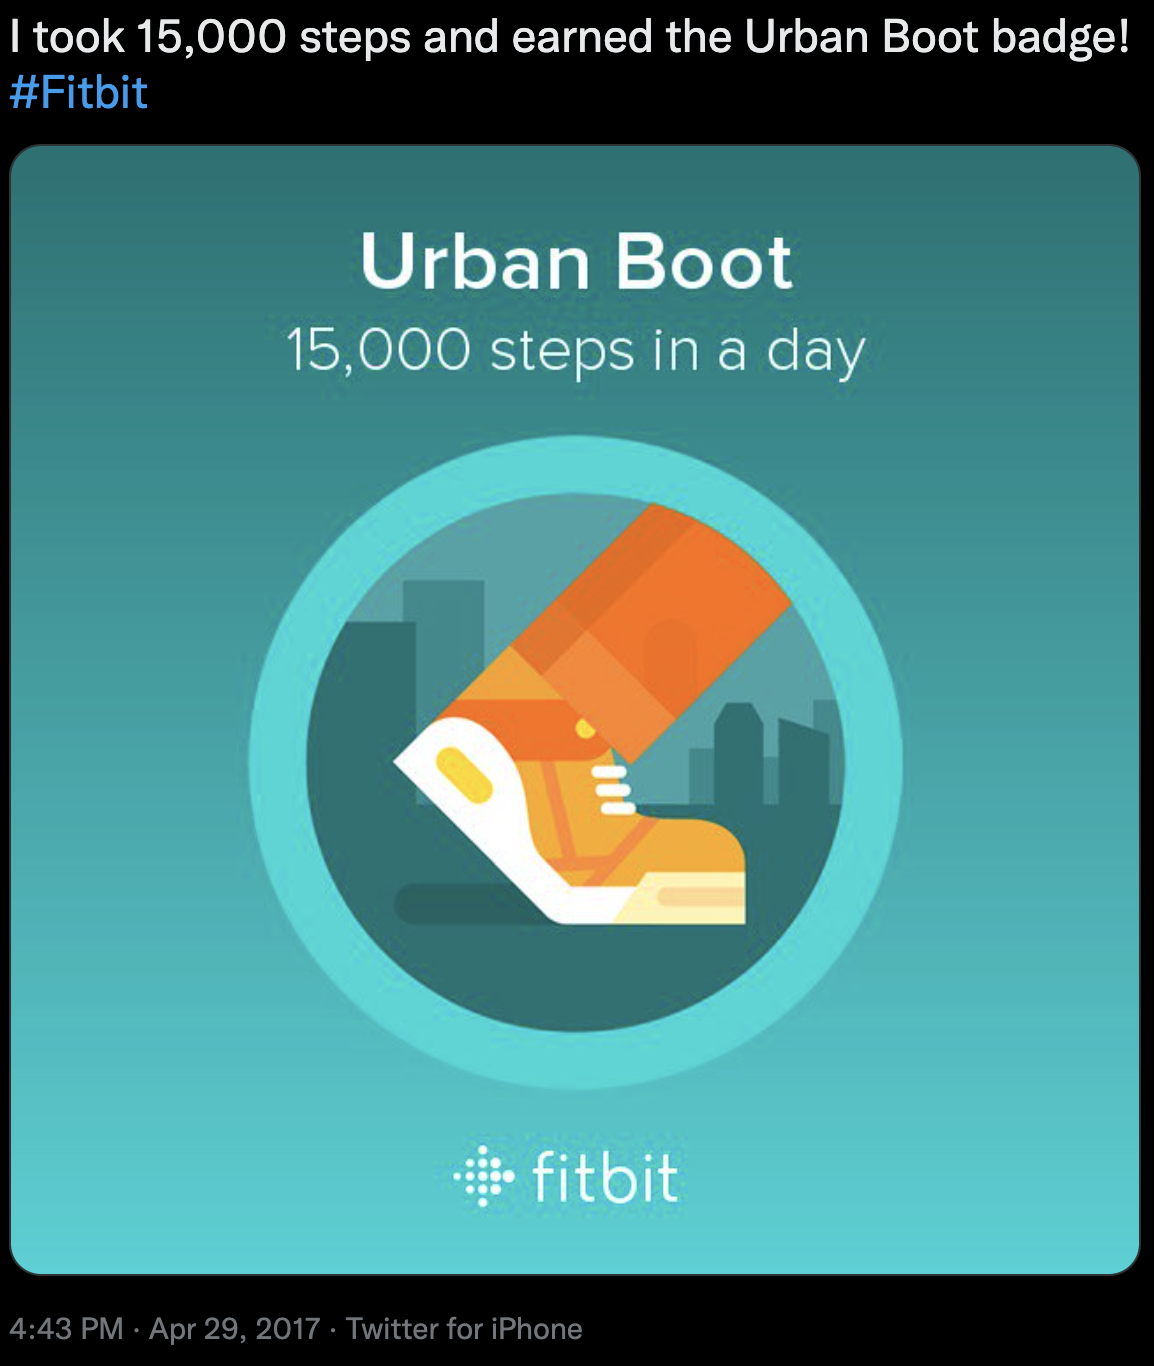 I took 15,000 steps and earned the Urban Boot badge!
#Fitbit
Urban Boot
15,000 steps in a day
fitbit
4:43 PM · Apr 29, 2017 · Twitter for iPhone